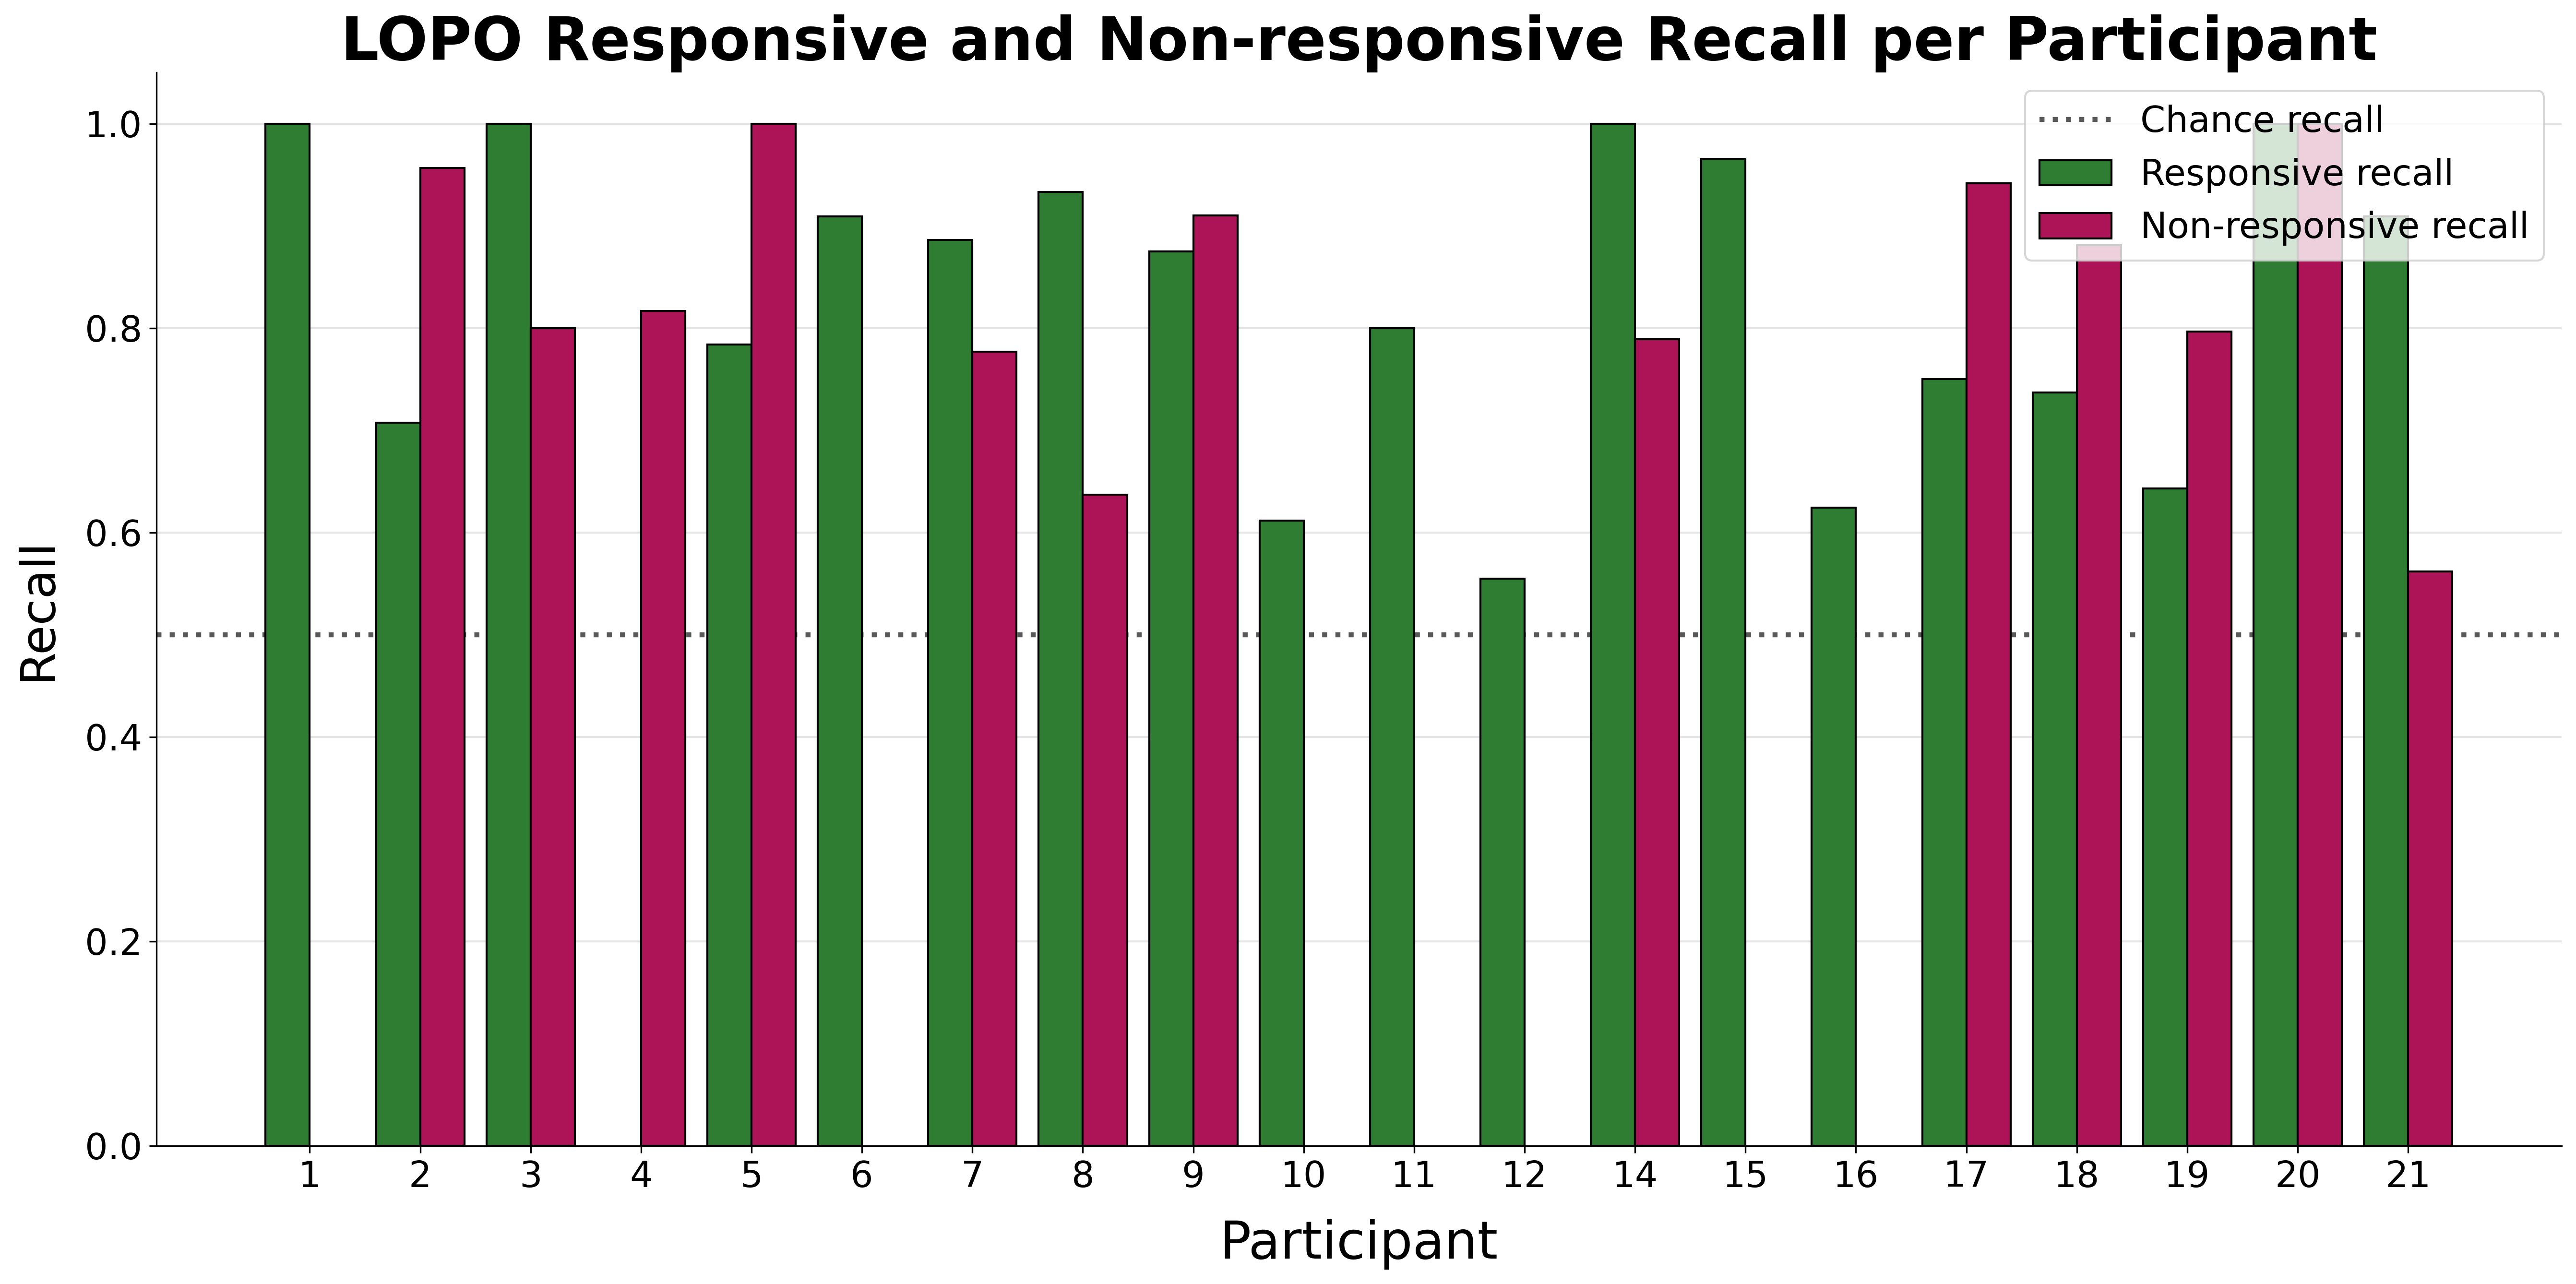 LOPO Responsive and Non-responsive Recall per Participant
Chance recall
Responsive recall
Non-responsive recall
1.0
0.8
0.6
0.4
0.2
0.0
Recall
1 2 3 4 5 6 7 8 9 10 11 12 14 15 16 17 18 19 20 21
Participant